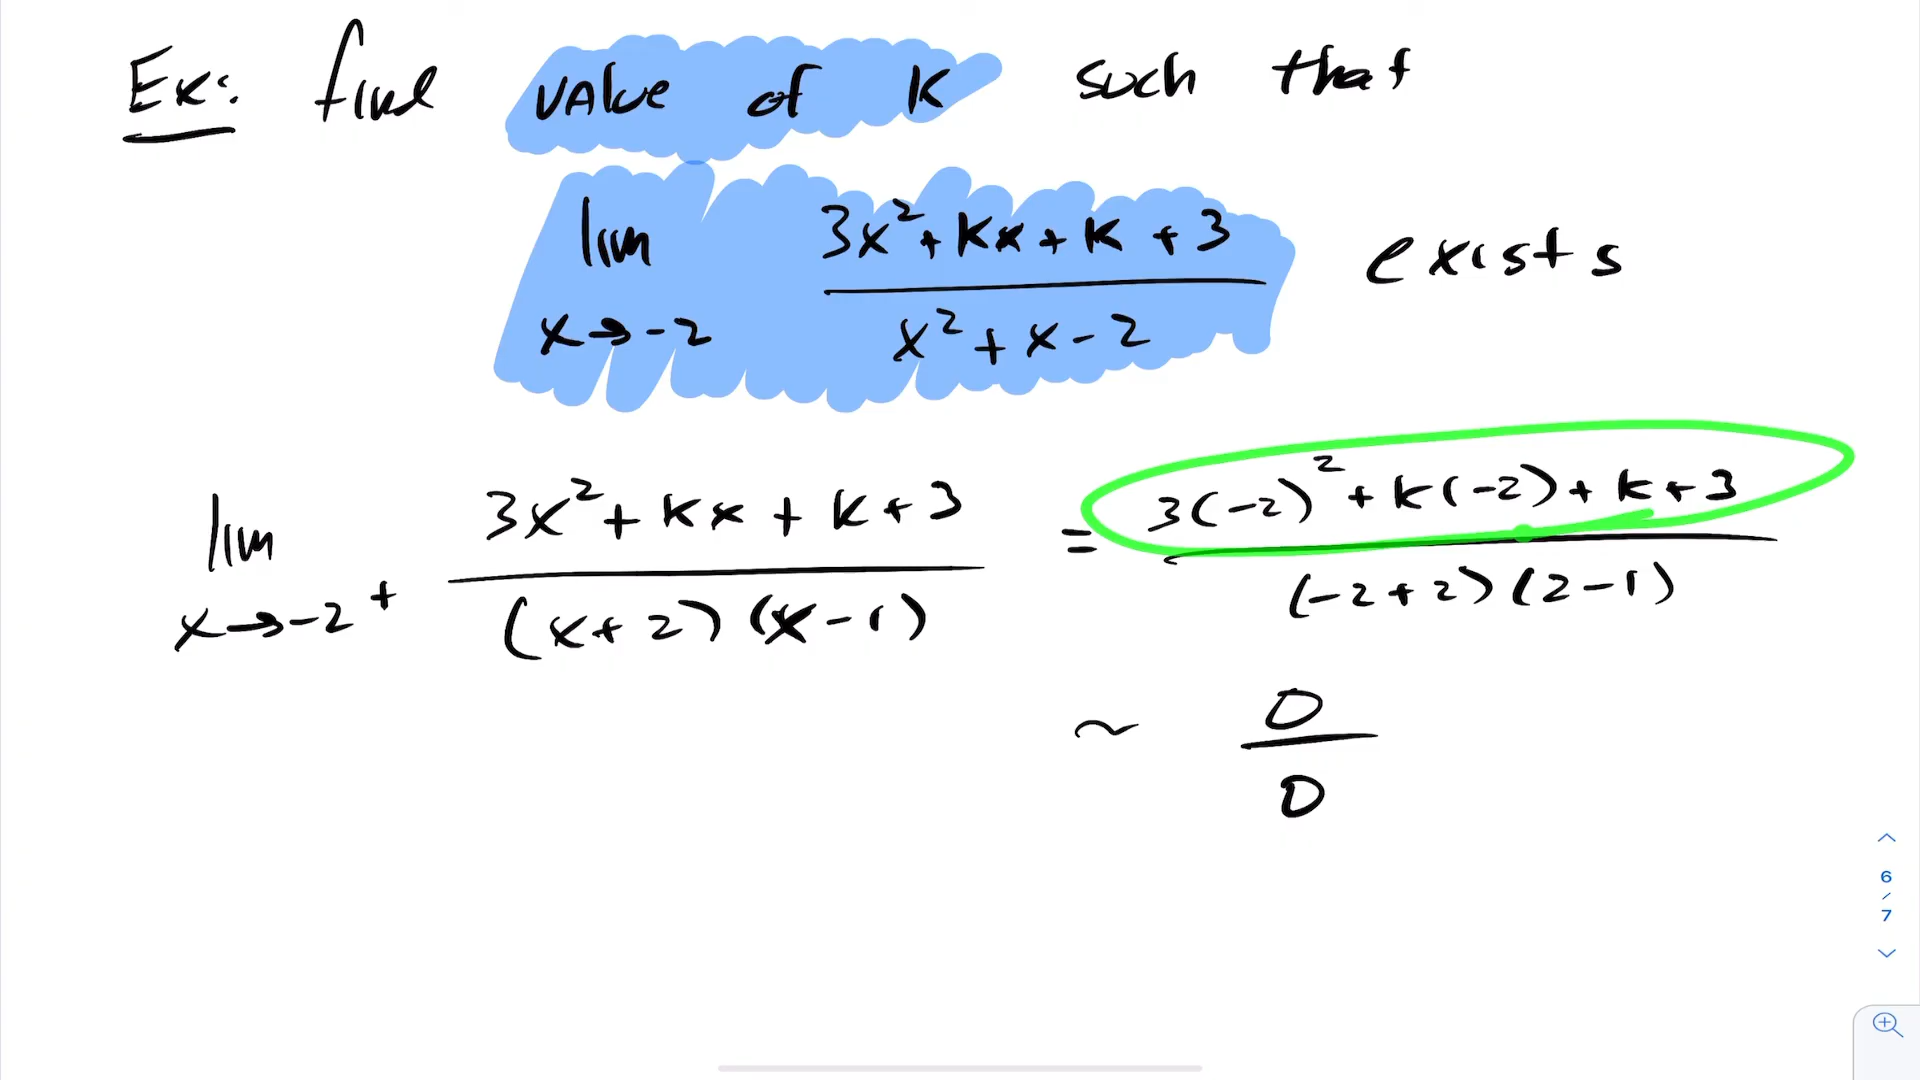 Ex: find value of K such that
lim 3x²+Kx+K+3 exists
x→-2 x²+x-2
lim 3x²+Kx+K+3 = 3(-2)²+K(-2)+K+3
x→-2⁺ (x+2)(x-1) (-2+2)(2-1)
~ 0
0
6
/
7